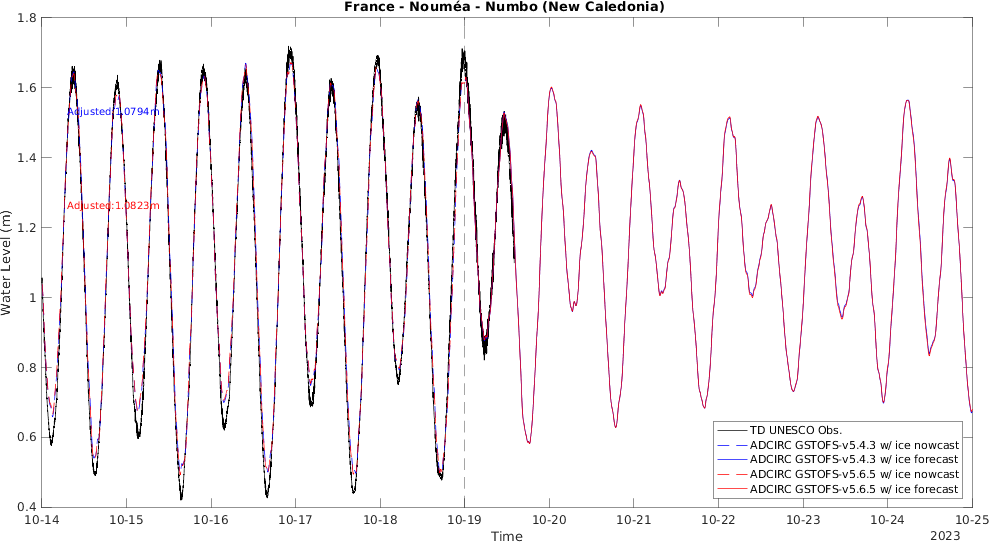 France - Nouméa - Numbo (New Caledonia)
1.8
1.6
1.4
1.2
1
0.8
0.6
0.4
Water Level (m)
Adjusted:1.0794m
Adjusted:1.0823m
TD UNESCO Obs.
ADCIRC GSTOFS-v5.4.3 w/ ice nowcast
ADCIRC GSTOFS-v5.4.3 w/ ice forecast
ADCIRC GSTOFS-v5.6.5 w/ ice nowcast
ADCIRC GSTOFS-v5.6.5 w/ ice forecast
10-14 10-15 10-16 10-17 10-18 10-19 10-20 10-21 10-22 10-23 10-24 10-25
Time
2023